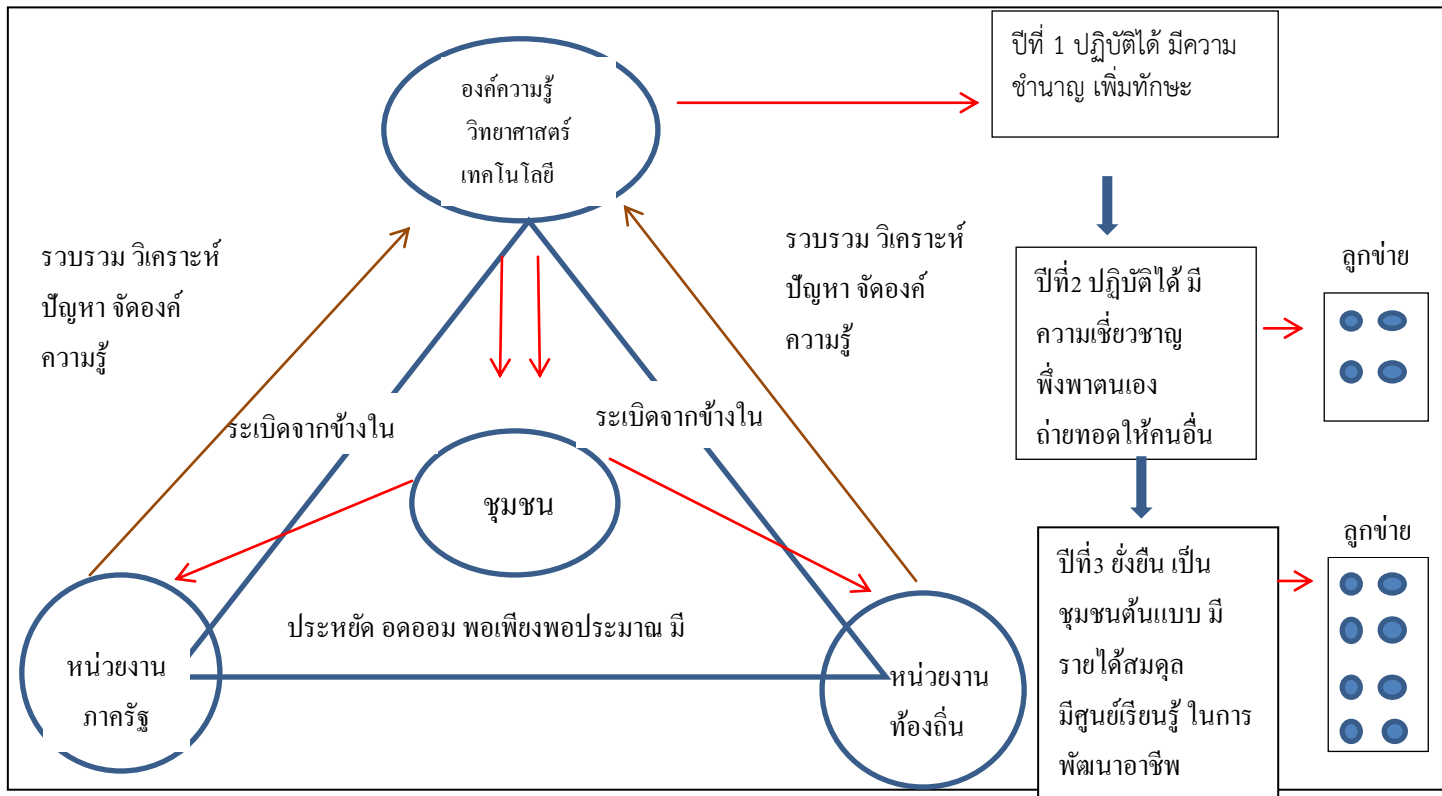 องค์ความรู้
วิทยาศาสตร์
เทคโนโลยี
รวบรวม วิเคราะห์
ปัญหา จัดองค์
ความรู้
รวบรวม วิเคราะห์
ปัญหา จัดองค์
ความรู้
ระเบิดจากข้างใน
ระเบิดจากข้างใน
ชุมชน
ประหยัด อดออม พอเพียงพอประมาณ มี
หน่วยงาน
ภาครัฐ
หน่วยงาน
ท้องถิ่น
ปีที่ 1 ปฏิบัติได้ มีความ
ชำนาญ เพิ่มทักษะ
ปีที่2 ปฏิบัติได้ มี
ความเชี่ยวชาญ
พึ่งพาตนเอง
ถ่ายทอดให้คนอื่น
ลูกข่าย
ปีที่3 ยั่งยืน เป็น
ชุมชนต้นแบบ มี
รายได้สมดุล
มีศูนย์เรียนรู้ ในการ
พัฒนาอาชีพ
ลูกข่าย